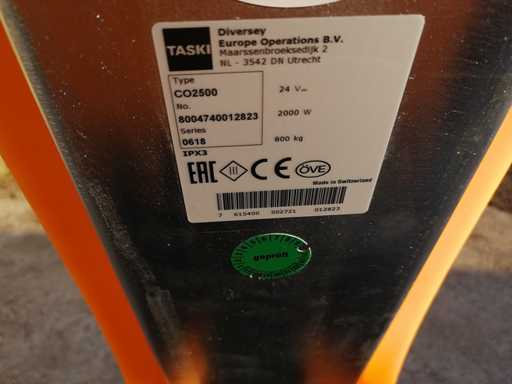 TASKI
Diversey
Europe Operations B.V.
Maarssenbroeksedijk 2
NL - 3542 DN Utrecht
Type
CO2500
24 V
No.
8004740012823
2000 W
Series
0618
800 kg
IPX3
EAC III CE ÖVE
Made in Switzerland
7 615400 002721 012823
geprüft